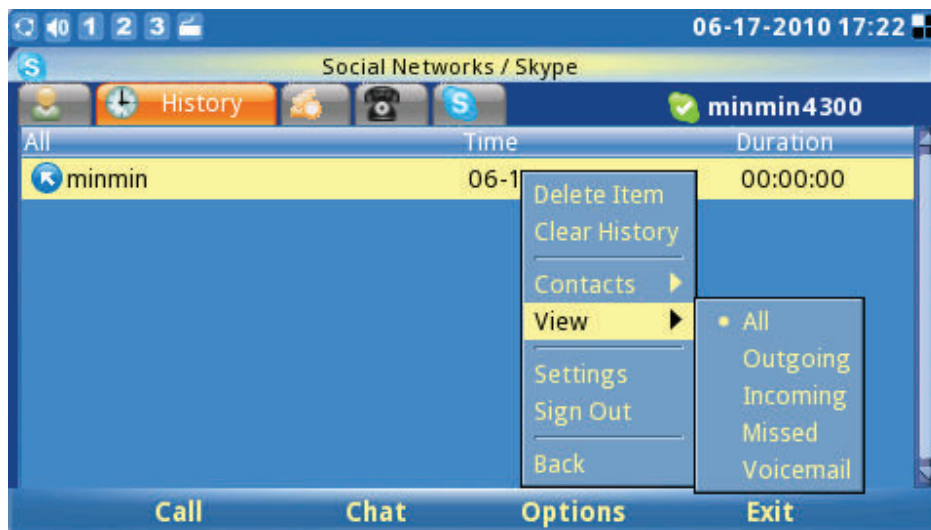 1 2 3 06-17-2010 17:22
Social Networks / Skype
History minmin4300
All Time Duration
minmin 06-1 00:00:00
Delete Item
Clear History
Contacts
View
Settings
Sign Out
Back
All
Outgoing
Incoming
Missed
Voicemail
Call Chat Options Exit